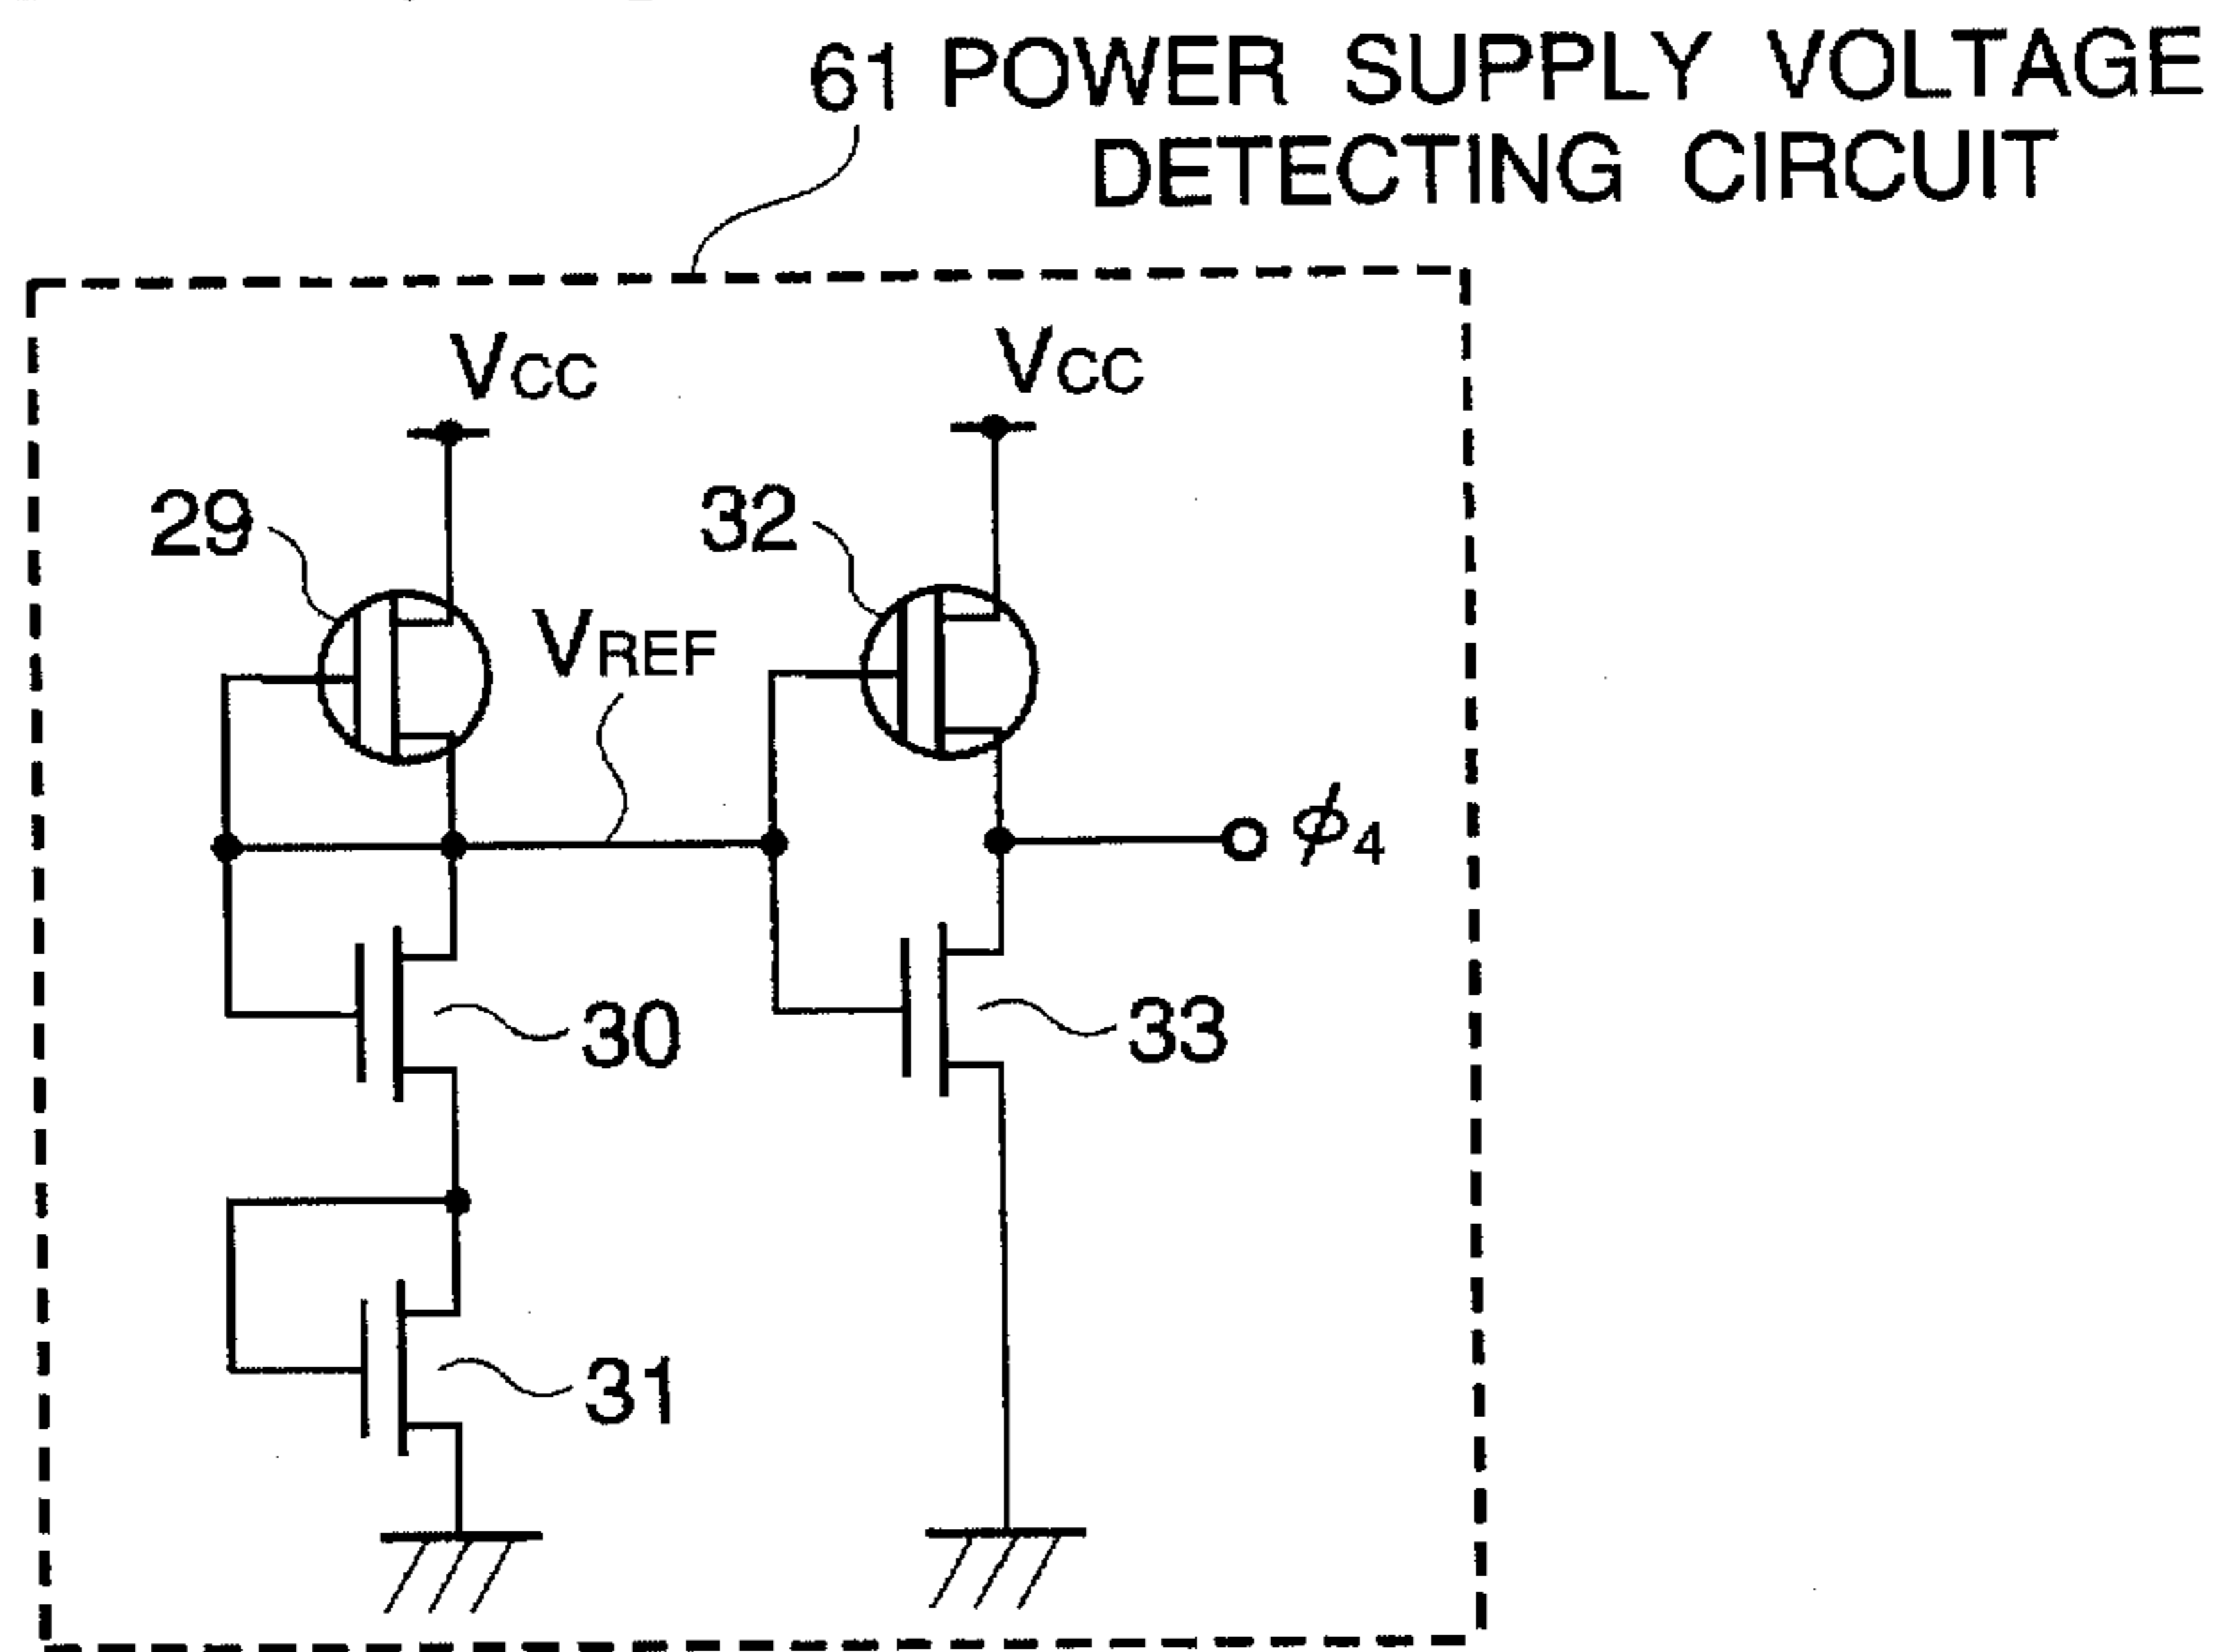 61 POWER SUPPLY VOLTAGE
DETECTING CIRCUIT
VCC
VCC
29
32
VREF
ϕ4
30
33
31